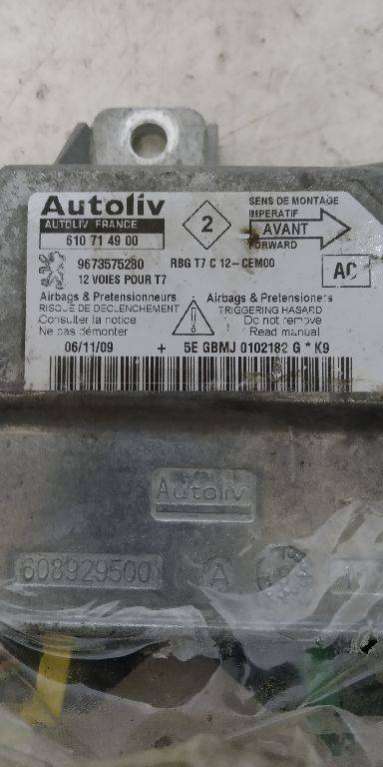 Autoliv
AUTOLIV FRANCE
610 71 49 00
2
SENS DE MONTAGE
IMPERATIF
AVANT
FORWARD
9673575280
12 VOIES POUR T7
RBG T7 C 12-CEM00
AC
Airbags & Pretensionneurs
RISQUE DE DECLENCHEMENT
Consulter la notice
Ne pas démonter
Airbags & Pretensioners
TRIGGERING HASARD
Do not remove
Read manual
06/11/09 + 5E GBMJ 0102182 G * K9
Autoliv
608929500
A